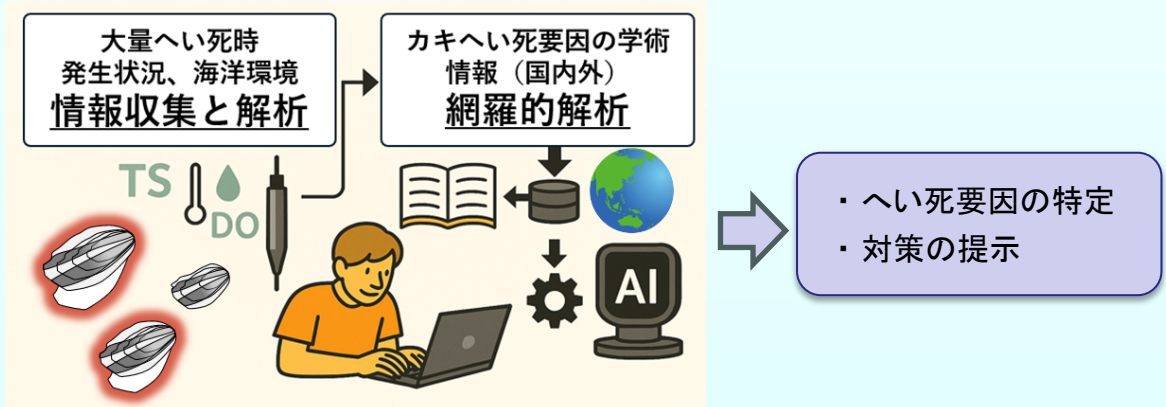 大量へい死時
発生状況、海洋環境
情報収集と解析
カキへい死要因の学術
情報（国内外）
網羅的解析
TS
DO
AI
・へい死要因の特定
・対策の提示